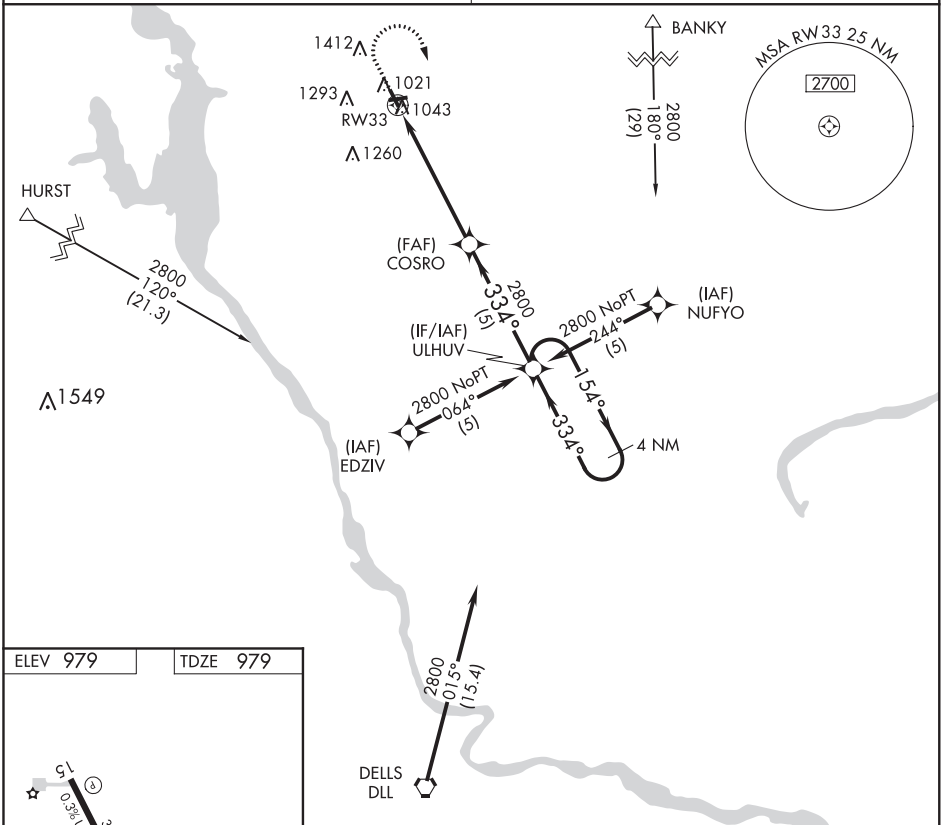 BANKY
2800
180°
(29)
MSA RW33 25 NM
2700
1412
1021
1293
1043
RW33
1260
HURST
2800
120°
(21.3)
(FAF)
COSRO
2800
334°
(5)
(IAF)
NUFYO
2800 NoPT
244°
(5)
(IF/IAF)
ULHUV
1549
2800 NoPT
064°
(5)
154°
334°
4 NM
(IAF)
EDZIV
ELEV 979
TDZE 979
2800
015°
(15.4)
DELLS
DLL
15
P
0.3%